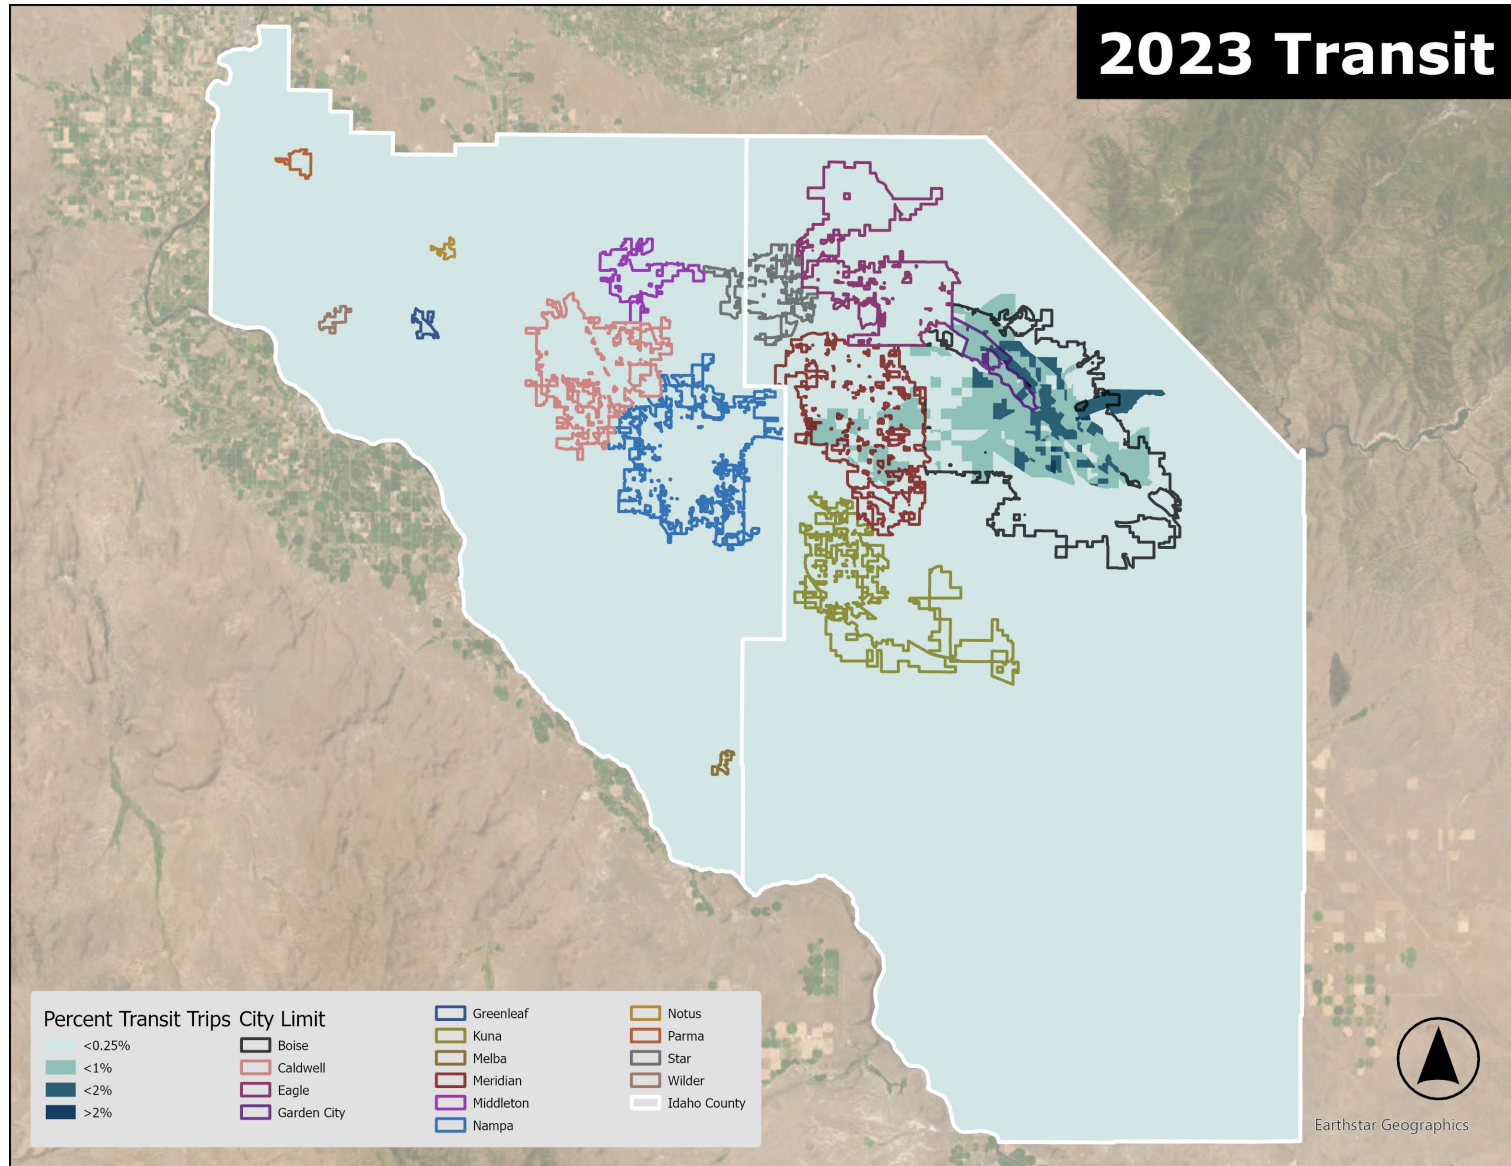 2023 Transit
Percent Transit Trips
<0.25%
<1%
<2%
>2%
City Limit
Boise
Caldwell
Eagle
Garden City
Greenleaf
Kuna
Melba
Meridian
Middleton
Nampa
Notus
Parma
Star
Wilder
Idaho County
Earthstar Geographics